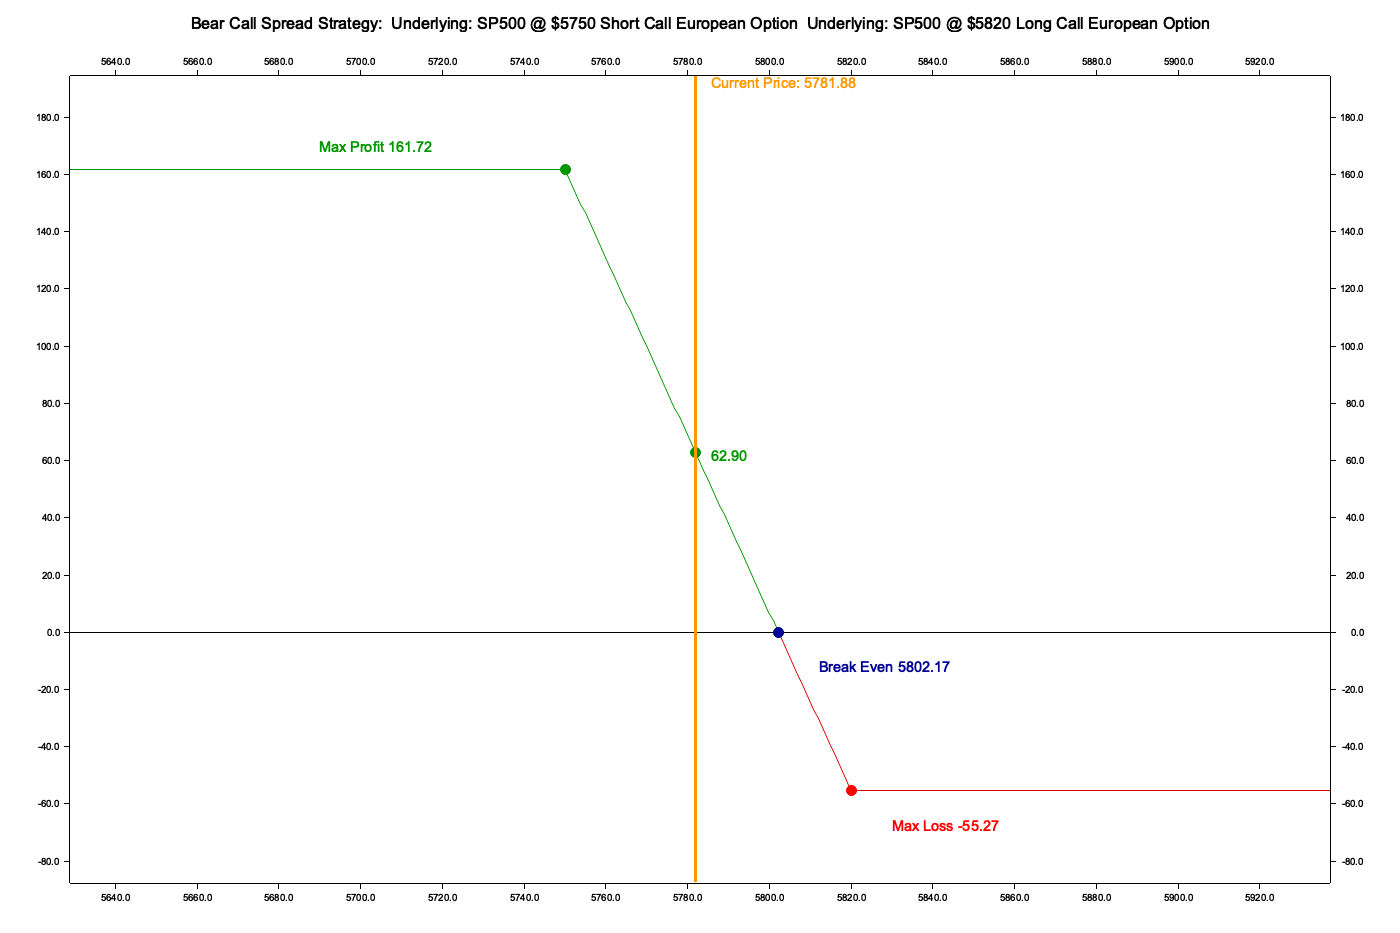 Bear Call Spread Strategy:  Underlying: SP500 @ $5750 Short Call European Option  Underlying: SP500 @ $5820 Long Call European Option
5640.0 5660.0 5680.0 5700.0 5720.0 5740.0 5760.0 5780.0 5800.0 5820.0 5840.0 5860.0 5880.0 5900.0 5920.0
Current Price: 5781.88
180.0 180.0
Max Profit 161.72
160.0 160.0
140.0 140.0
120.0 120.0
100.0 100.0
80.0 80.0
62.90
60.0 60.0
40.0 40.0
20.0 20.0
0.0 0.0
Break Even 5802.17
-20.0 -20.0
-40.0 -40.0
-60.0 -60.0
Max Loss -55.27
-80.0 -80.0
5640.0 5660.0 5680.0 5700.0 5720.0 5740.0 5760.0 5780.0 5800.0 5820.0 5840.0 5860.0 5880.0 5900.0 5920.0